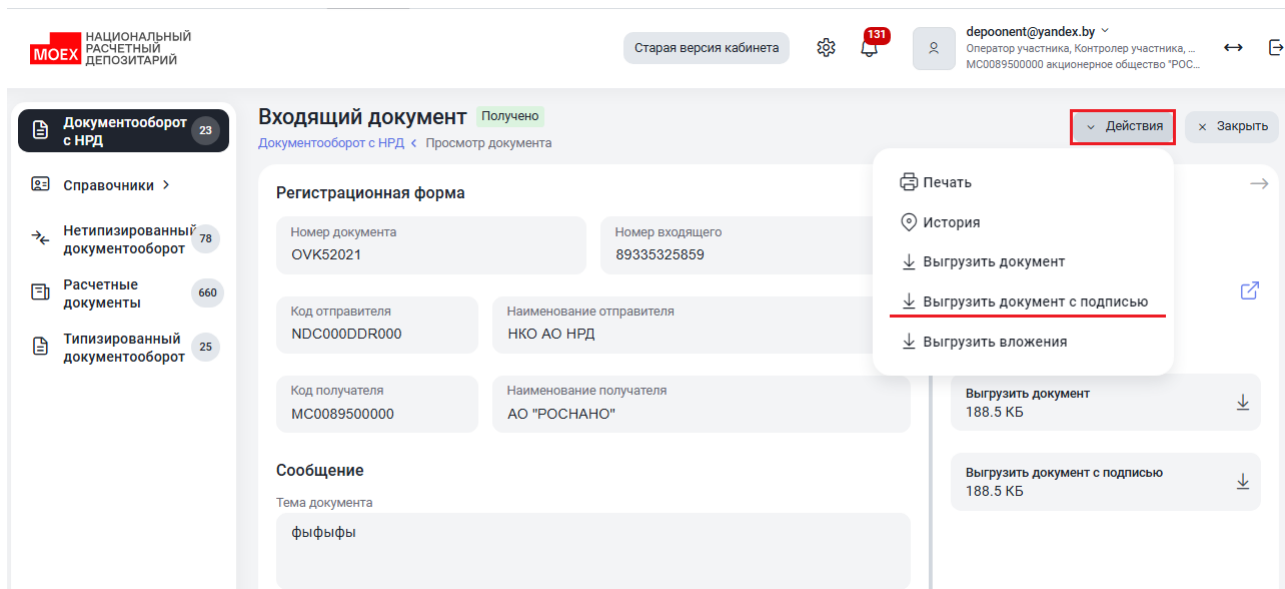 НАЦИОНАЛЬНЫЙ
MOEX РАСЧЕТНЫЙ
ДЕПОЗИТАРИЙ
Старая версия кабинета
131
depoonent@yandex.by
Оператор участника, Контролер участника, ...
MC0089500000 акционерное общество "РОС...
Документооборот с НРД
23
Справочники
Нетипизированный документооборот
78
Расчетные документы
660
Типизированный документооборот
25
Входящий документ Получено
Документооборот с НРД < Просмотр документа
Действия
× Закрыть
Печать
История
Выгрузить документ
Выгрузить документ с подписью
Выгрузить вложения
Регистрационная форма
Номер документа
OVK52021
Номер входящего
89335325859
Код отправителя
NDC000DDR000
Наименование отправителя
НКО АО НРД
Код получателя
MC0089500000
Наименование получателя
АО "РОСНАНО"
Сообщение
Тема документа
фыфыфы
Выгрузить документ
188.5 КБ
Выгрузить документ с подписью
188.5 КБ